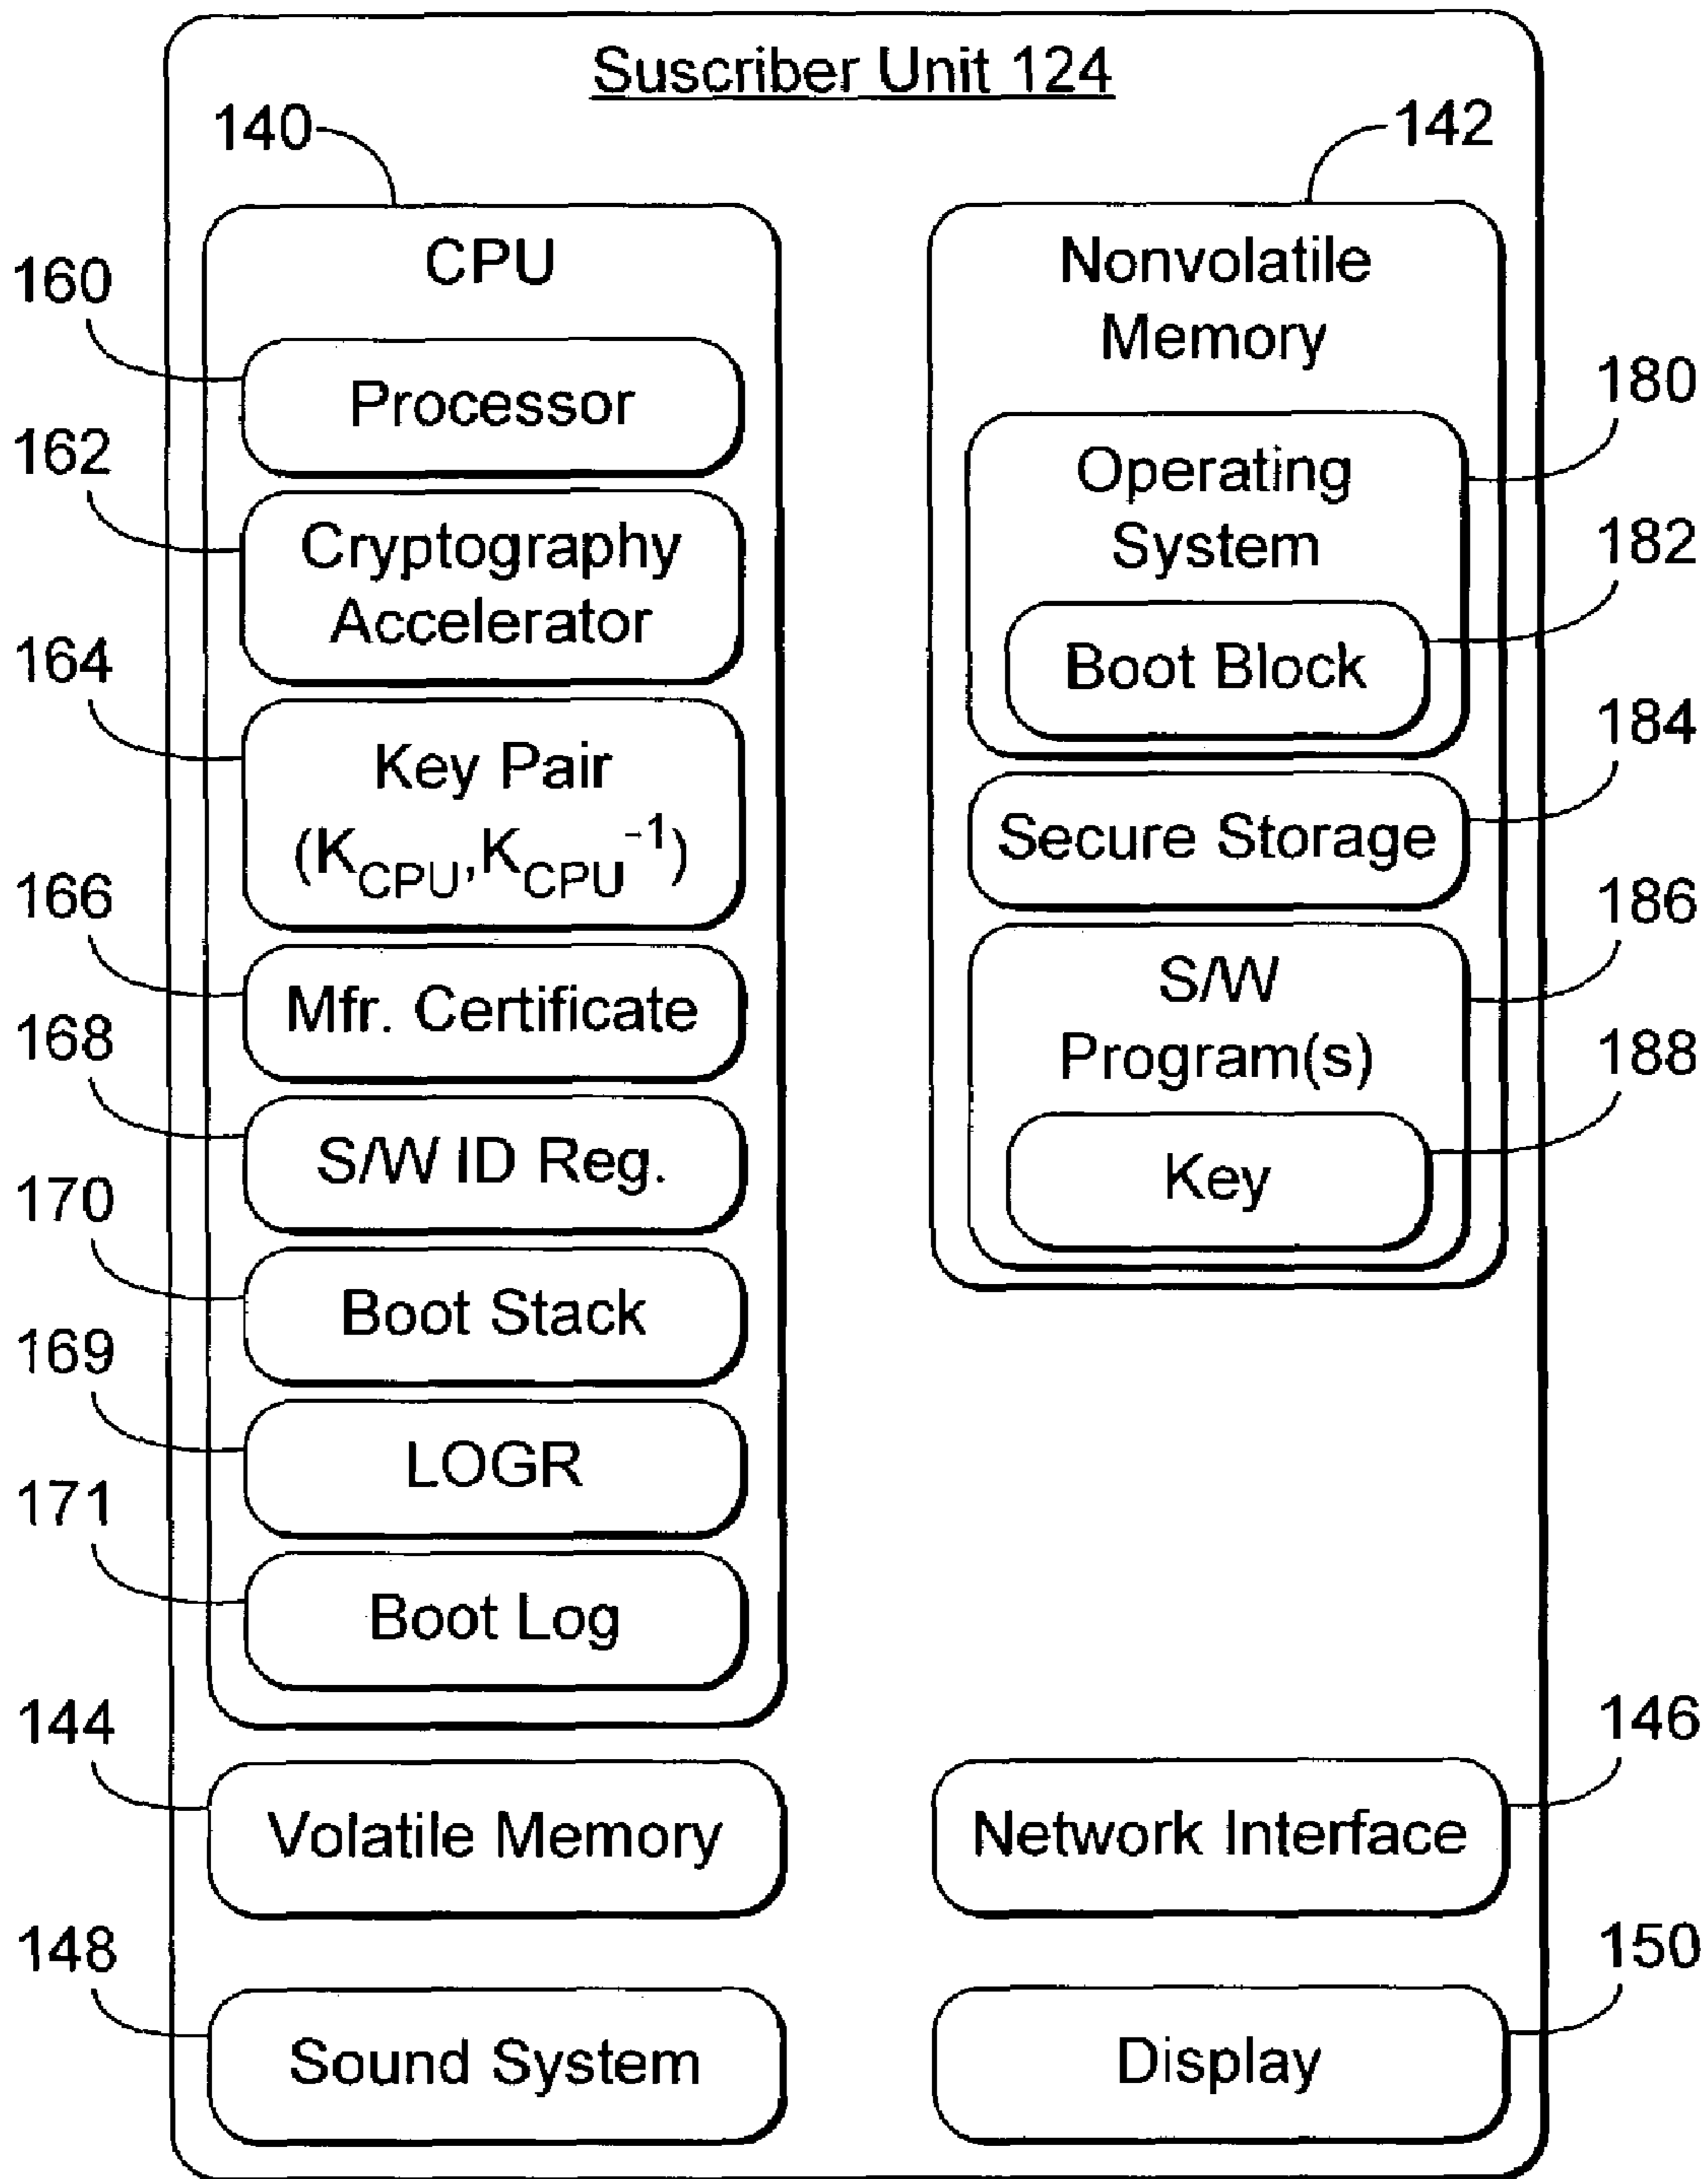 Suscriber Unit 124
140
142
CPU
160
Processor
162
Cryptography
Accelerator
164
Key Pair
(K_CPU,K_CPU^-1)
166
Mfr. Certificate
168
S/W ID Reg.
170
Boot Stack
169
LOGR
171
Boot Log
Nonvolatile
Memory
180
Operating
System
182
Boot Block
184
Secure Storage
186
S/W
Program(s)
188
Key
144
Volatile Memory
146
Network Interface
148
Sound System
150
Display